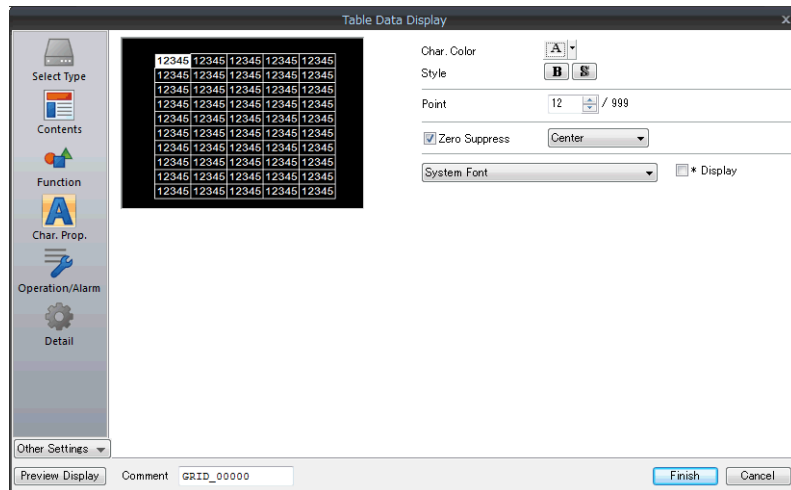 Table Data Display
x
Select Type
Contents
Function
Char. Prop.
Operation/Alarm
Detail
Other Settings
12345 12345 12345 12345 12345
12345 12345 12345 12345 12345
12345 12345 12345 12345 12345
12345 12345 12345 12345 12345
12345 12345 12345 12345 12345
12345 12345 12345 12345 12345
12345 12345 12345 12345 12345
12345 12345 12345 12345 12345
12345 12345 12345 12345 12345
12345 12345 12345 12345 12345
Char. Color A
Style B S
Point 12 / 999
Zero Suppress Center
System Font * Display
Preview Display Comment GRID_00000 Finish Cancel